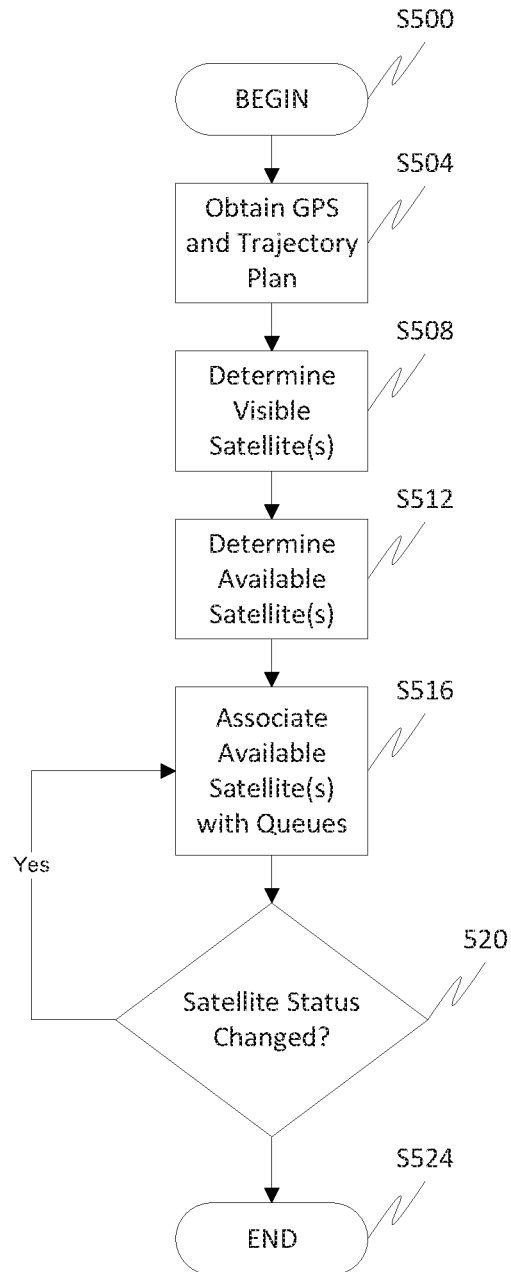 S500
BEGIN
S504
Obtain GPS
and Trajectory
Plan
S508
Determine
Visible
Satellite(s)
S512
Determine
Available
Satellite(s)
S516
Associate
Available
Satellite(s)
with Queues
Yes
520
Satellite Status
Changed?
S524
END